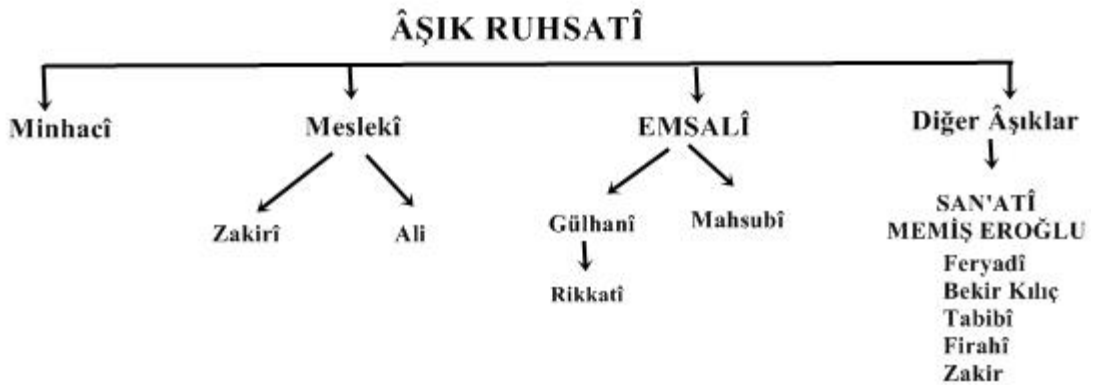 ÂŞIK RUHSATÎ
Minhacî
Meslekî
EMSALÎ
Diğer Âşıklar
Zakirî
Ali
Gülhanî
Mahsubî
Rikkatî
SAN'ATÎ
MEMİŞ EROĞLU
Feryadî
Bekir Kılıç
Tabibî
Firahî
Zakir